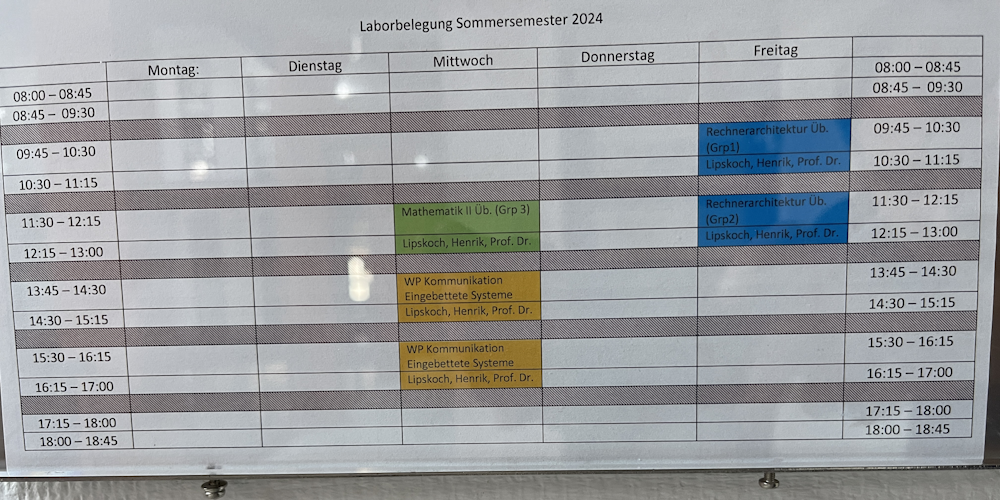 Laborbelegung Sommersemester 2024
Montag: Dienstag Mittwoch Donnerstag Freitag
08:00 – 08:45 08:00 – 08:45
08:45 – 09:30 08:45 – 09:30
09:45 – 10:30 Rechnerarchitektur Üb. 09:45 – 10:30
(Grp1)
10:30 – 11:15 Lipskoch, Henrik, Prof. Dr. 10:30 – 11:15
11:30 – 12:15 Mathematik II Üb. (Grp 3) Rechnerarchitektur Üb. 11:30 – 12:15
(Grp2)
12:15 – 13:00 Lipskoch, Henrik, Prof. Dr. Lipskoch, Henrik, Prof. Dr. 12:15 – 13:00
13:45 – 14:30 WP Kommunikation 13:45 – 14:30
Eingebettete Systeme
14:30 – 15:15 Lipskoch, Henrik, Prof. Dr. 14:30 – 15:15
15:30 – 16:15 WP Kommunikation 15:30 – 16:15
Eingebettete Systeme
16:15 – 17:00 Lipskoch, Henrik, Prof. Dr. 16:15 – 17:00
17:15 – 18:00 17:15 – 18:00
18:00 – 18:45 18:00 – 18:45